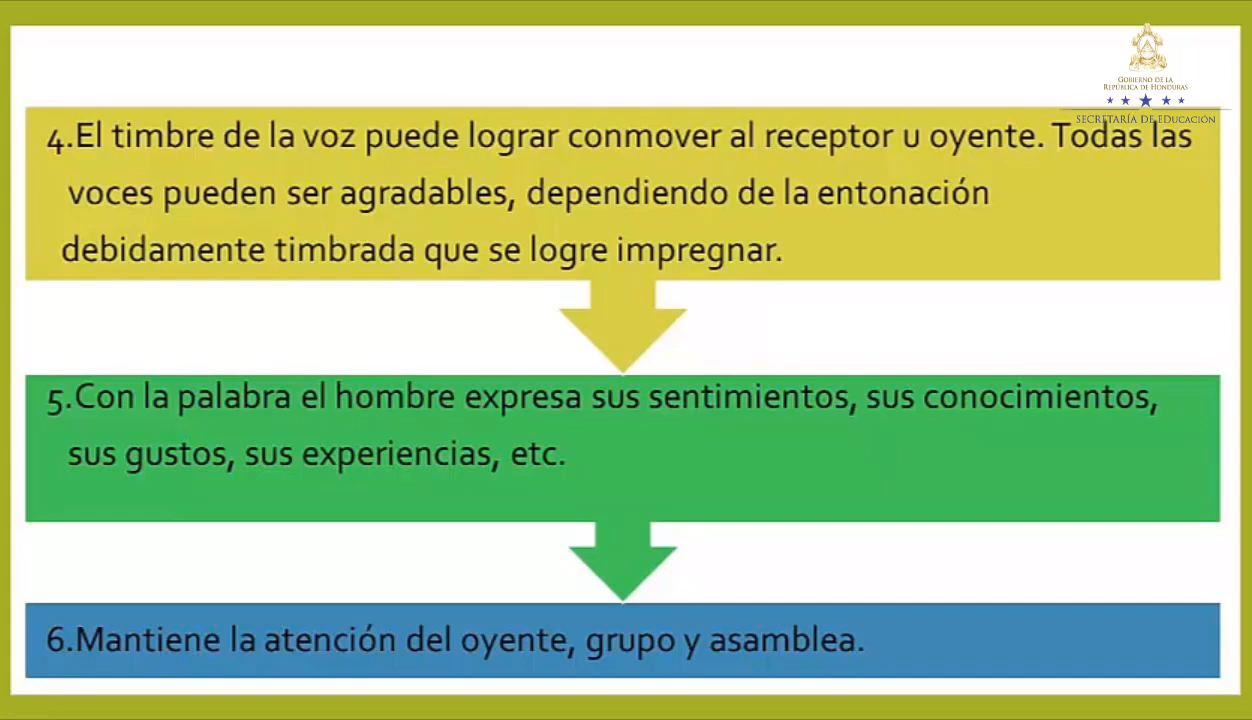 GOBIERNO DE LA
REPÚBLICA DE HONDURAS
SECRETARÍA DE EDUCACIÓN
4.El timbre de la voz puede lograr conmover al receptor u oyente. Todas las
voces pueden ser agradables, dependiendo de la entonación
debidamente timbrada que se logre impregnar.
5.Con la palabra el hombre expresa sus sentimientos, sus conocimientos,
sus gustos, sus experiencias, etc.
6.Mantiene la atención del oyente, grupo y asamblea.